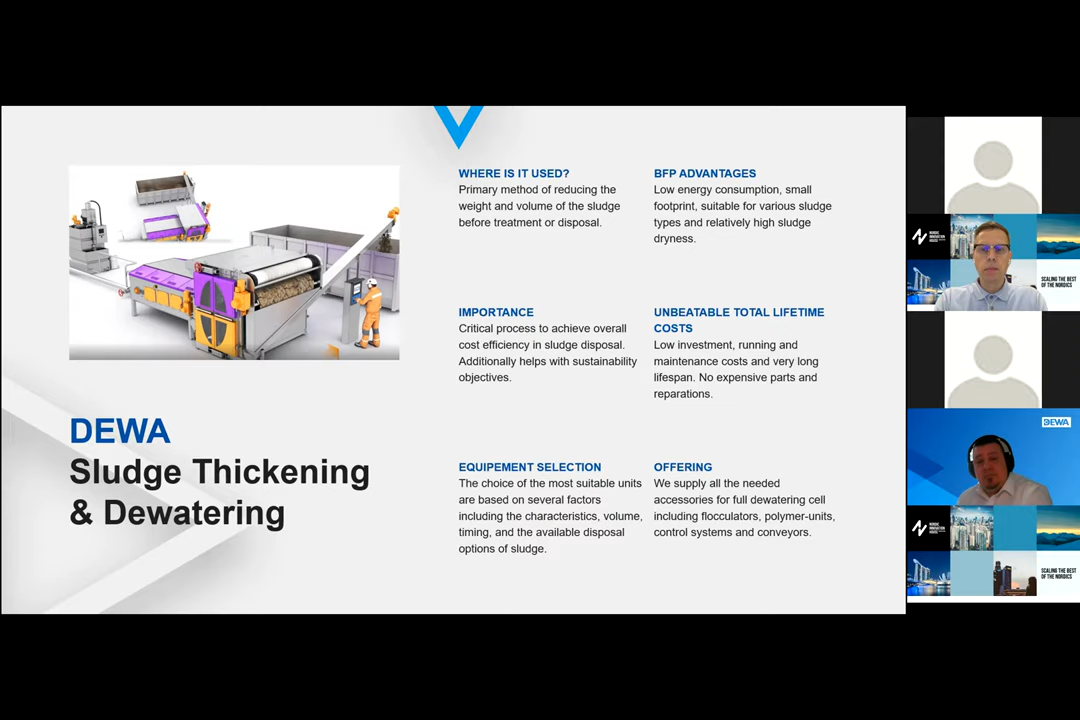 WHERE IS IT USED?
Primary method of reducing the
weight and volume of the sludge
before treatment or disposal.
BFP ADVANTAGES
Low energy consumption, small
footprint, suitable for various sludge
types and relatively high sludge
dryness.
IMPORTANCE
Critical process to achieve overall
cost efficiency in sludge disposal.
Additionally helps with sustainability
objectives.
UNBEATABLE TOTAL LIFETIME
COSTS
Low investment, running and
maintenance costs and very long
lifespan. No expensive parts and
reparations.
DEWA
Sludge Thickening
& Dewatering
EQUIPEMENT SELECTION
The choice of the most suitable units
are based on several factors
including the characteristics, volume,
timing, and the available disposal
options of sludge.
OFFERING
We supply all the needed
accessories for full dewatering cell
including flocculators, polymer-units,
control systems and conveyors.
NORDIC
INNOVATION
HOUSE
SCALING THE BEST
OF THE NORDICS
DEWA
NORDIC
INNOVATION
HOUSE
SCALING THE BEST
OF THE NORDICS